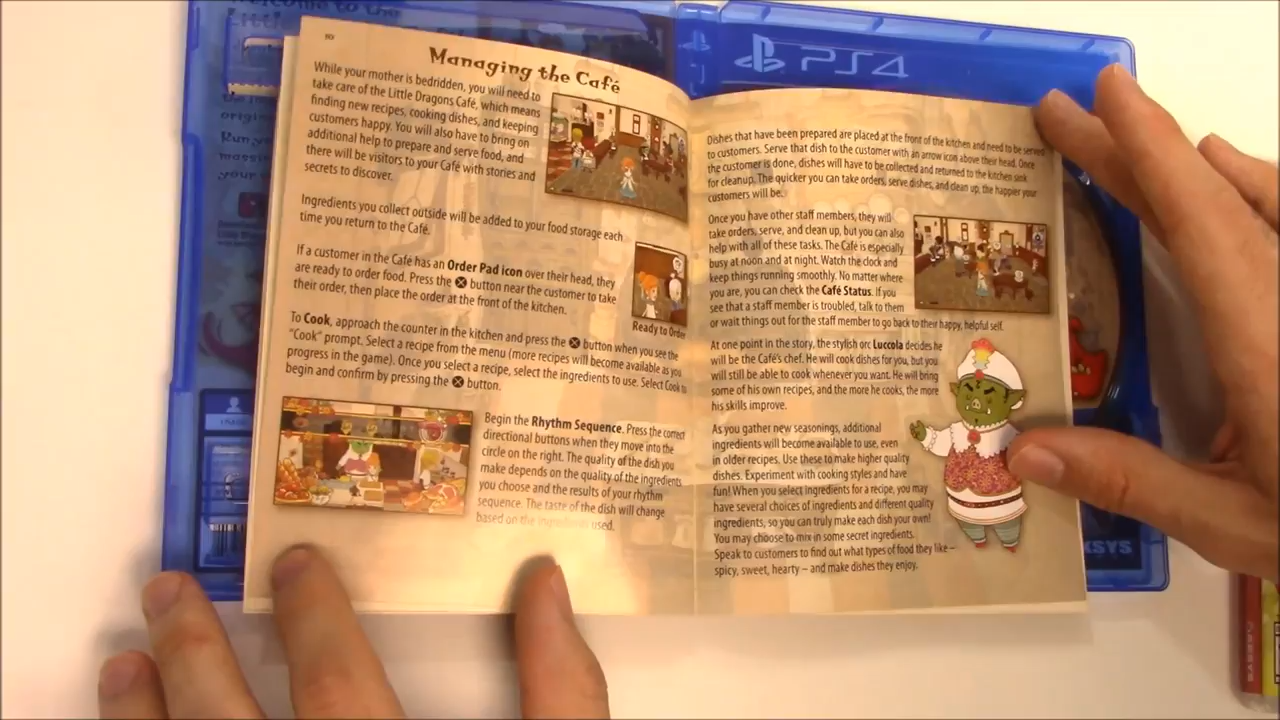 Welcome to the
Little
PS4
10
Managing the Café
While your mother is bedridden, you will need to
take care of the Little Dragons Café, which means
finding new recipes, cooking dishes, and keeping
customers happy. You will also have to bring on
additional help to prepare and serve food, and
there will be visitors to your Café with stories and
secrets to discover.
Ingredients you collect outside will be added to your food storage each
time you return to the Café.
If a customer in the Café has an Order Pad icon over their head, they
are ready to order food. Press the ⊗ button near the customer to take
their order, then place the order at the front of the kitchen.
Ready to Order
To Cook, approach the counter in the kitchen and press the ⊗ button when you see the
"Cook" prompt. Select a recipe from the menu (more recipes will become available as you
progress in the game). Once you select a recipe, select the ingredients to use. Select Cook to
begin and confirm by pressing the ⊗ button.
Begin the Rhythm Sequence. Press the correct
directional buttons when they move into the
circle on the right. The quality of the dish you
make depends on the quality of the ingredients
you choose and the results of your rhythm
sequence. The taste of the dish will change
based on the ingredients used.
Dishes that have been prepared are placed at the front of the kitchen and need to be served
to customers. Serve that dish to the customer with an arrow icon above their head. Once
the customer is done, dishes will have to be collected and returned to the kitchen sink
for cleanup. The quicker you can take orders, serve dishes, and clean up, the happier your
customers will be.
Once you have other staff members, they will
take orders, serve, and clean up, but you can also
help with all of these tasks. The Café is especially
busy at noon and at night. Watch the clock and
keep things running smoothly. No matter where
you are, you can check the Café Status. If you
see that a staff member is troubled, talk to them
or wait things out for the staff member to go back to their happy, helpful self.
At one point in the story, the stylish orc Luccola decides he
will be the Café's chef. He will cook dishes for you, but you
will still be able to cook whenever you want. He will bring
some of his own recipes, and the more he cooks, the more
his skills improve.
As you gather new seasonings, additional
ingredients will become available to use, even
in older recipes. Use these to make higher quality
dishes. Experiment with cooking styles and have
fun! When you select ingredients for a recipe, you may
have several choices of ingredients and different quality
ingredients, so you can truly make each dish your own!
You may choose to mix in some secret ingredients.
Speak to customers to find out what types of food they like –
spicy, sweet, hearty – and make dishes they enjoy.